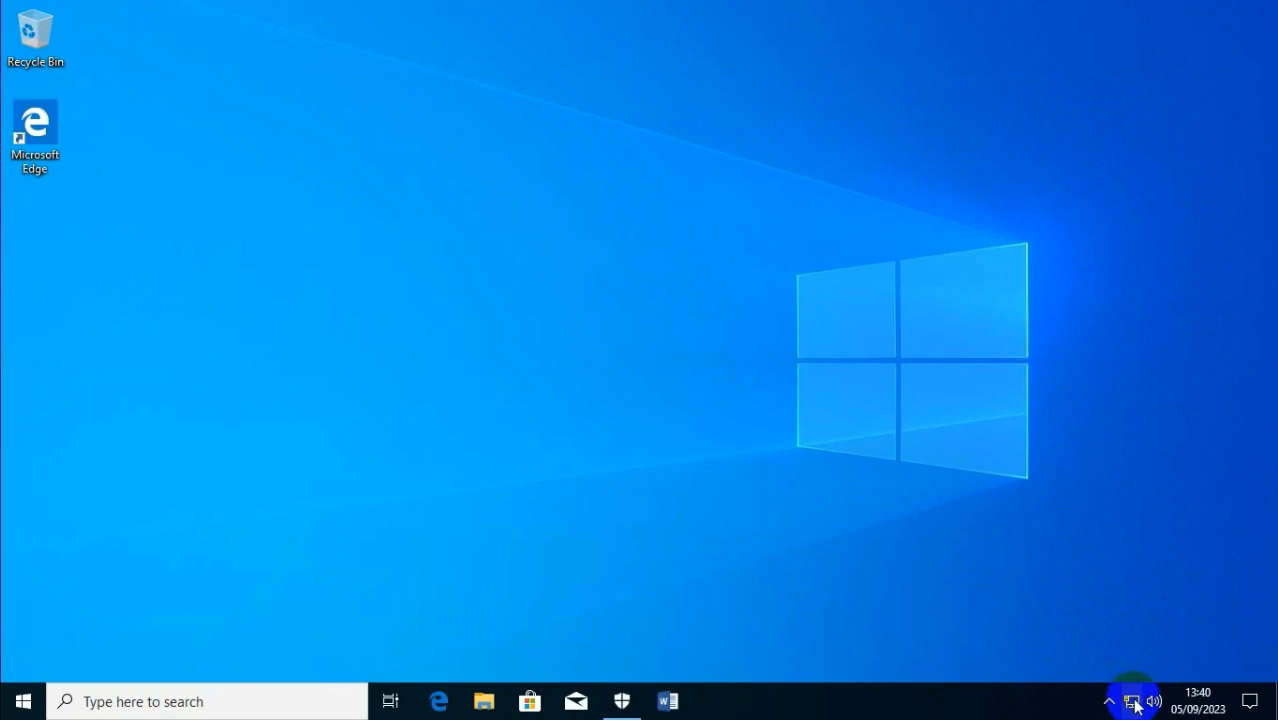 Recycle Bin
Microsoft
Edge
Type here to search
13:40
05/09/2023